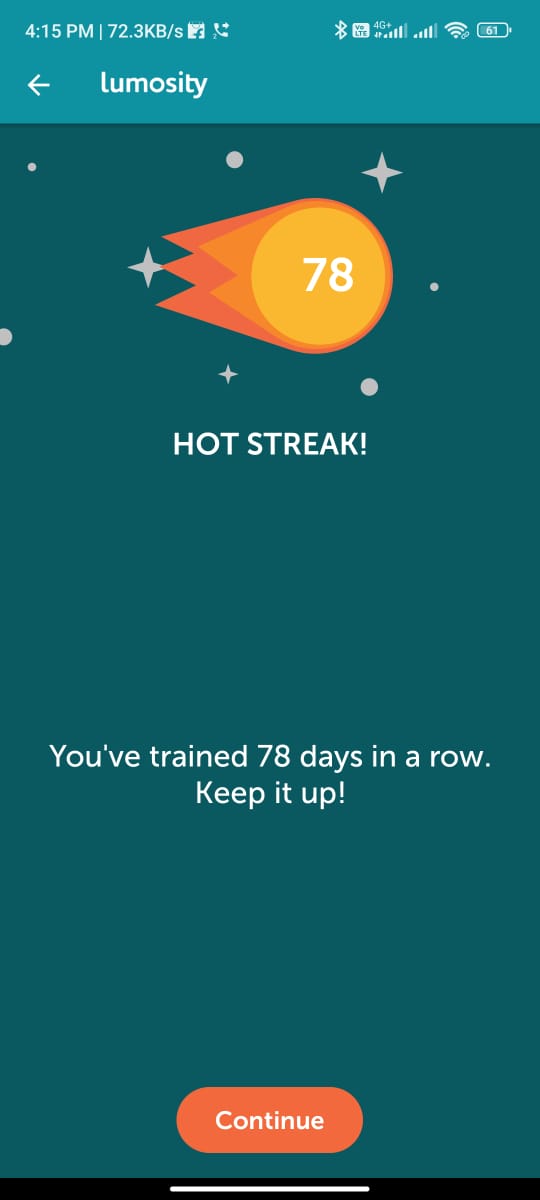 4:15 PM | 72.3KB/s
Vo
LTE
4G+
61
2
lumosity
78
HOT STREAK!
You've trained 78 days in a row.
Keep it up!
Continue